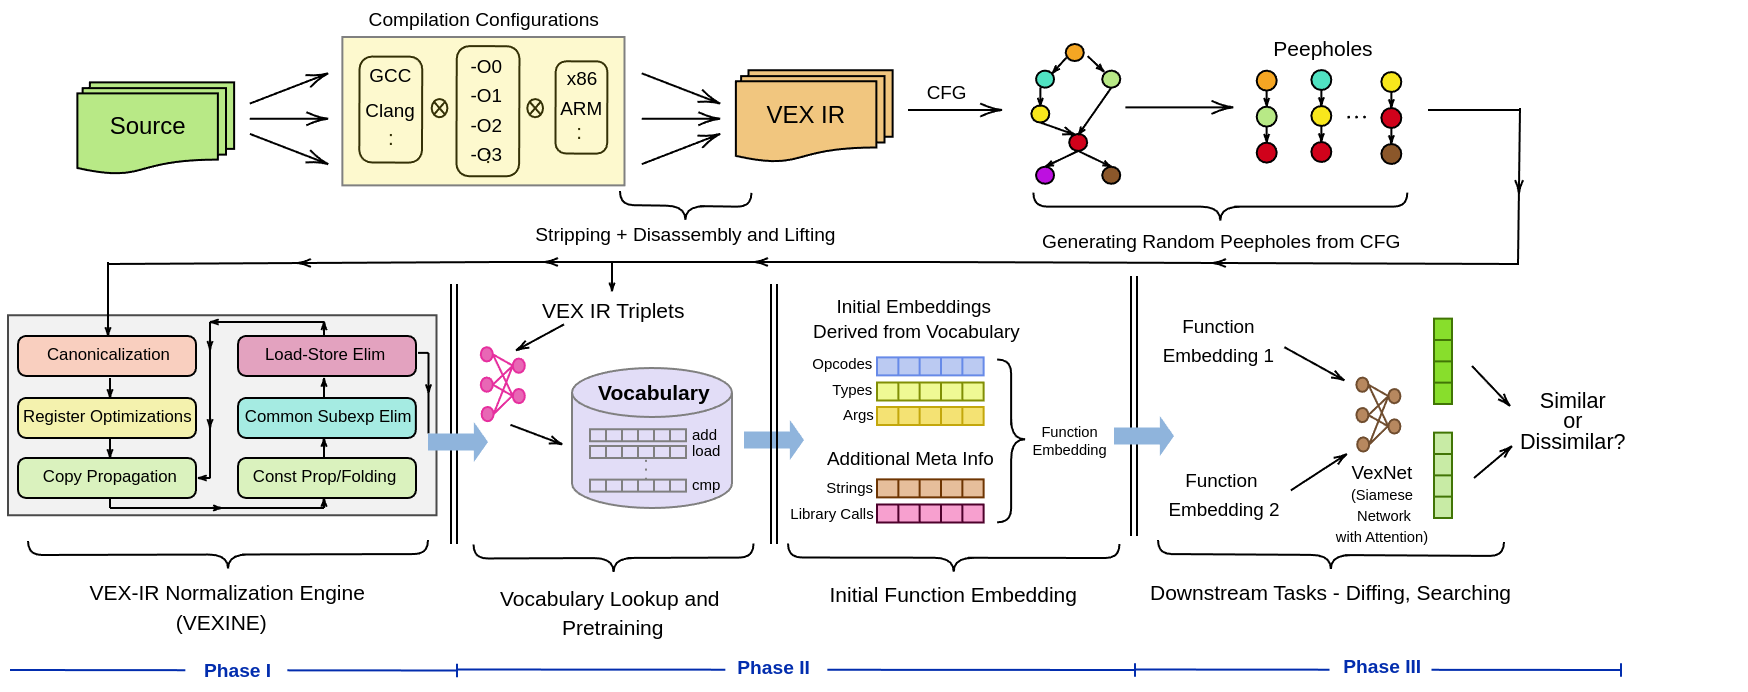 Compilation Configurations
Source
GCC
Clang
:
-O0
-O1
-O2
-O3
x86
ARM
:
VEX IR
CFG
Peepholes
...
Stripping + Disassembly and Lifting
Generating Random Peepholes from CFG
Canonicalization
Register Optimizations
Copy Propagation
Load-Store Elim
Common Subexp Elim
Const Prop/Folding
VEX-IR Normalization Engine
(VEXINE)
VEX IR Triplets
Vocabulary
add
load
cmp
Vocabulary Lookup and
Pretraining
Initial Embeddings
Derived from Vocabulary
Opcodes
Types
Args
Additional Meta Info
Strings
Library Calls
Function
Embedding
Initial Function Embedding
Function
Embedding 1
Function
Embedding 2
VexNet
(Siamese
Network
with Attention)
Similar
or
Dissimilar?
Downstream Tasks - Diffing, Searching
Phase I
Phase II
Phase III